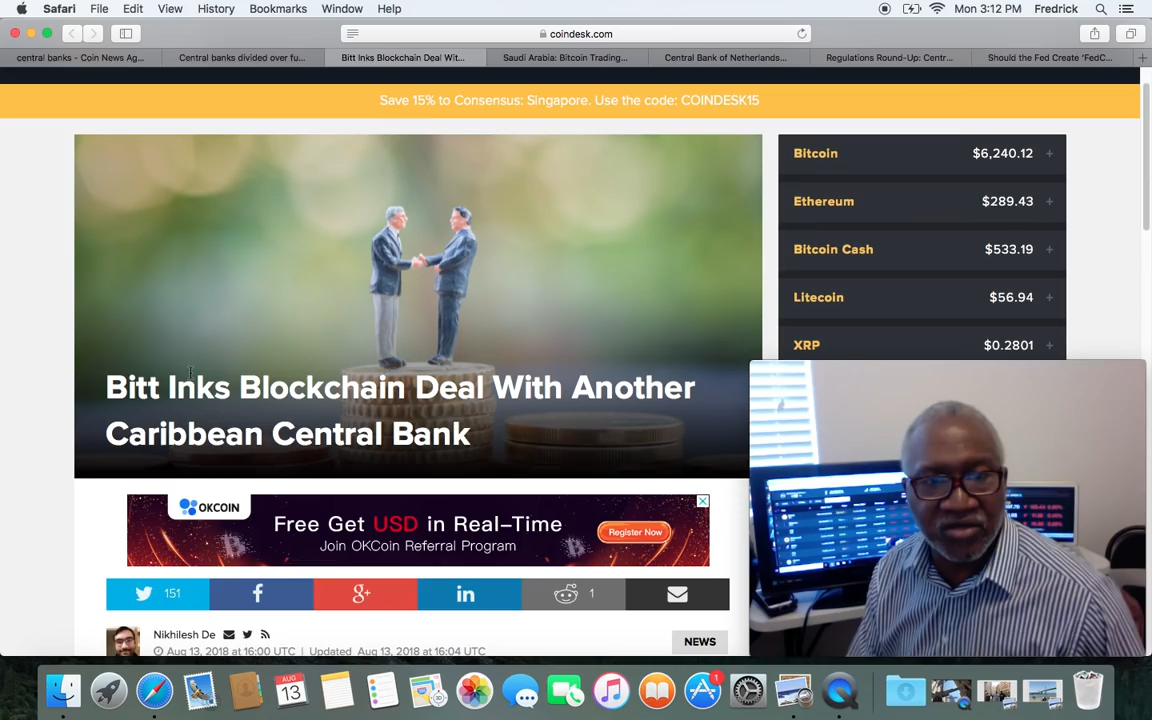 Safari File Edit View History Bookmarks Window Help Mon 3:12 PM Fredrick
coindesk.com
central banks - Coin News Ag... Central banks divided over fu... Bitt Inks Blockchain Deal Wit... Saudi Arabia: Bitcoin Trading... Central Bank of Netherlands... Regulations Round-Up: Centr... Should the Fed Create 'FedC...
Save 15% to Consensus: Singapore. Use the code: COINDESK15
Bitcoin $6,240.12 +
Ethereum $289.43 +
Bitcoin Cash $533.19 +
Litecoin $56.94 +
XRP $0.2801 +
Bitt Inks Blockchain Deal With Another
Caribbean Central Bank
OKCOIN
Free Get USD in Real-Time
Join OKCoin Referral Program
Register Now
151
f
g+
in
1
Nikhilesh De
NEWS
Aug 13, 2018 at 16:00 UTC | Updated Aug 13, 2018 at 16:04 UTC
AUG
13
1